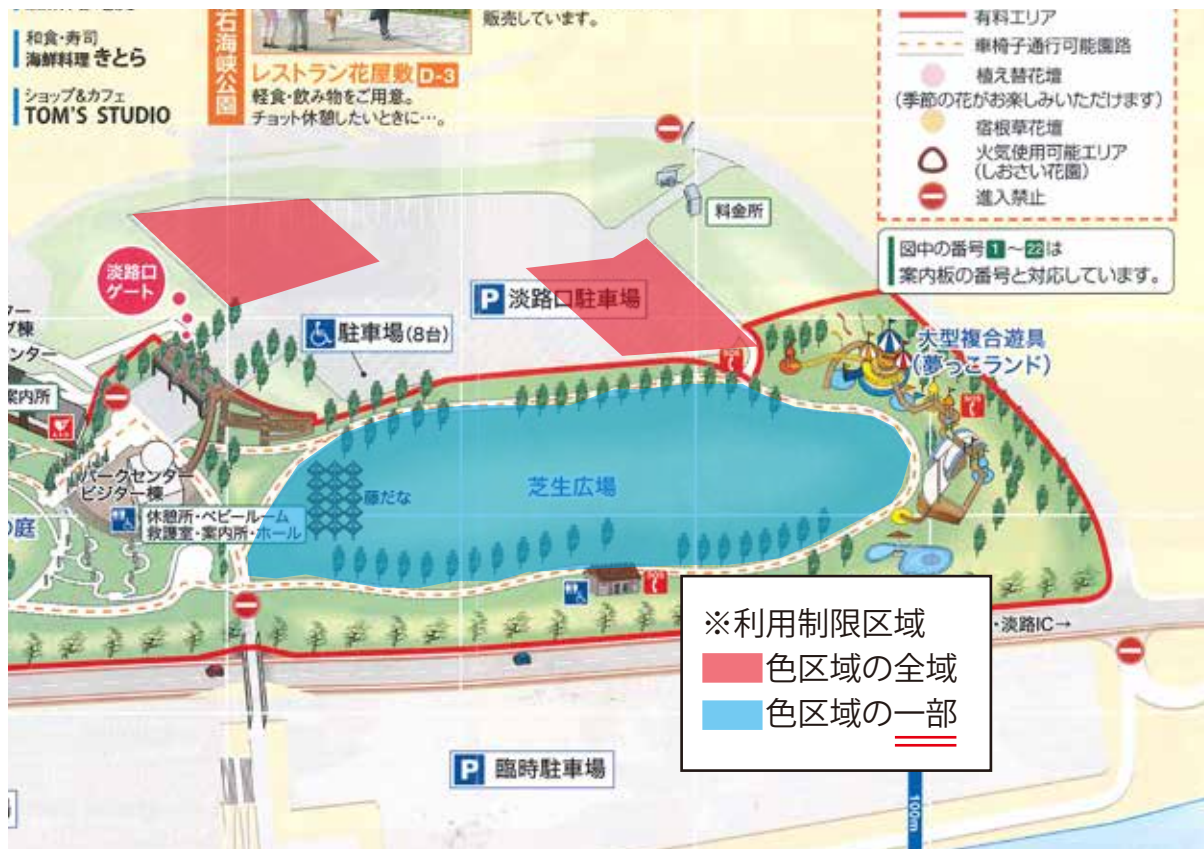 和食・寿司
海鮮料理 きとら
ショップ&カフェ
TOM'S STUDIO
石海峡公園
レストラン花屋敷 D-3
軽食・飲み物をご用意。
チョット休憩したいときに…。
販売しています。
有料エリア
車椅子通行可能園路
植え替花壇
(季節の花がお楽しみいただけます)
宿根草花壇
火気使用可能エリア
(しおさい花園)
進入禁止
図中の番号1~22は
案内板の番号と対応しています。
料金所
淡路口
ゲート
P 淡路口駐車場
駐車場(8台)
大型複合遊具
(夢っこランド)
ター
グ棟
ンター
案内所
パークセンター
ビジター棟
休憩所・ベビールーム
救護室・案内所・ホール
の庭
藤だな
芝生広場
※利用制限区域
色区域の全域
色区域の一部
・淡路IC→
P 臨時駐車場
100m